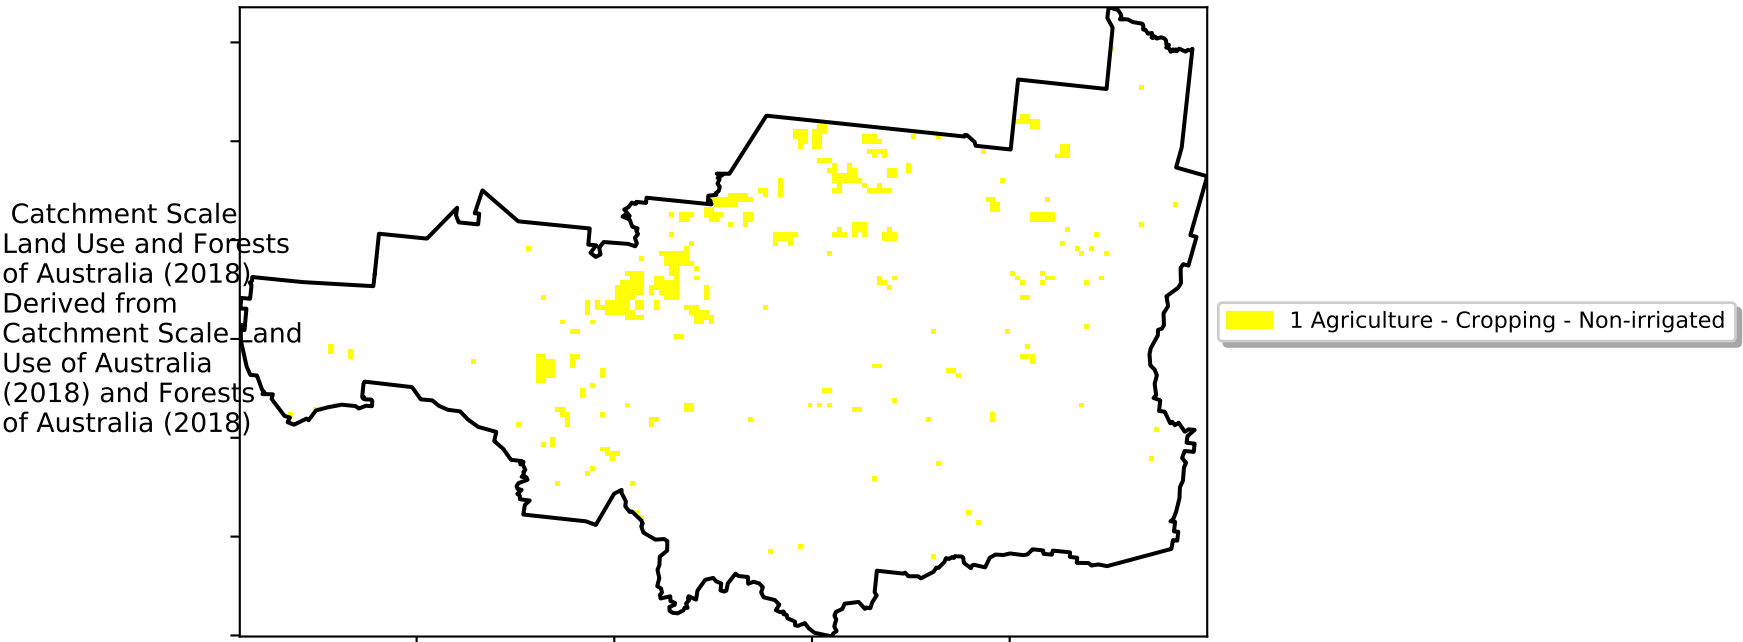 Catchment Scale
Land Use and Forests
of Australia (2018)
Derived from
Catchment Scale Land
Use of Australia
(2018) and Forests
of Australia (2018)
1 Agriculture - Cropping - Non-irrigated